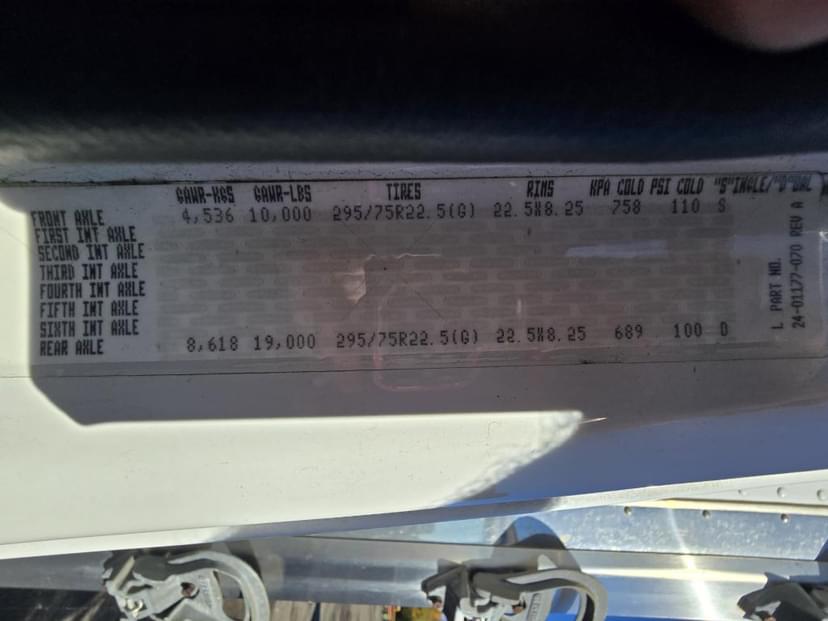 GAWR-KGS GAWR-LBS TIRES RIMS KPA COLD PSI COLD "S"INGLE/"D"UAL
FRONT AXLE 4,536 10,000 295/75R22.5(G) 22.5X8.25 758 110 S
FIRST INT AXLE
SECOND INT AXLE
THIRD INT AXLE
FOURTH INT AXLE
FIFTH INT AXLE
SIXTH INT AXLE
REAR AXLE 8,618 19,000 295/75R22.5(G) 22.5X8.25 689 100 D
L PART NO.
24-01177-070 REV A